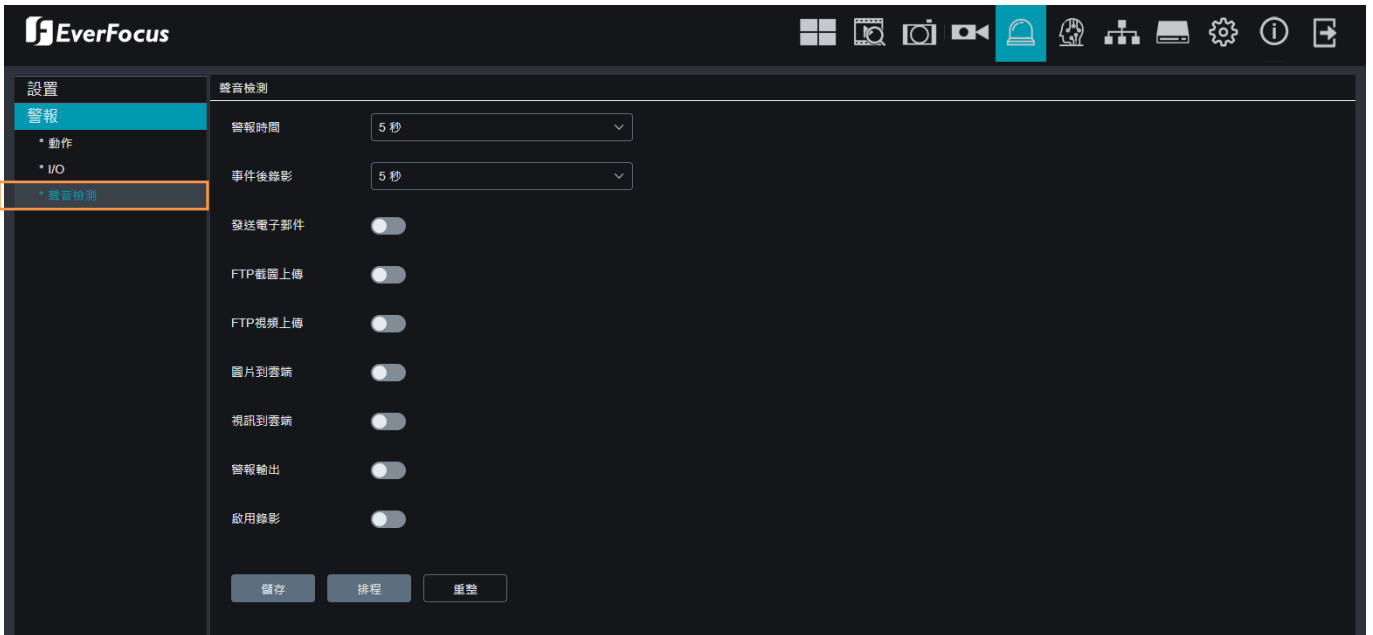 EverFocus
設置
警報
* 動作
* I/O
* 聲音檢測
聲音檢測
警報時間
5 秒
事件後錄影
5 秒
發送電子郵件
FTP截圖上傳
FTP視頻上傳
圖片到雲端
視訊到雲端
警報輸出
啟用錄影
儲存
排程
重整